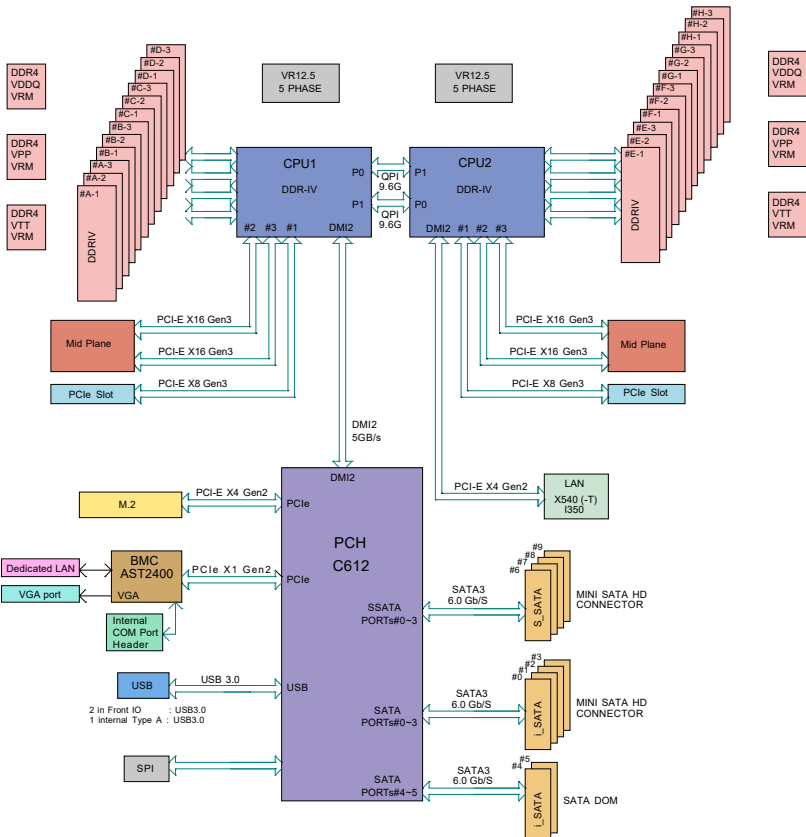 DDR4
VDDQ
VRM
DDR4
VPP
VRM
DDR4
VTT
VRM
#D-3
#D-2
#D-1
#C-3
#C-2
#C-1
#B-3
#B-2
#B-1
#A-3
#A-2
#A-1
DDRIV
VR12.5
5 PHASE
VR12.5
5 PHASE
CPU1
DDR-IV
P0
P1
#2 #3 #1 DMI2
QPI
9.6G
QPI
9.6G
CPU2
DDR-IV
P1
P0
DMI2 #1 #2 #3
#H-3
#H-2
#H-1
#G-3
#G-2
#G-1
#F-3
#F-2
#F-1
#E-3
#E-2
#E-1
DDRIV
DDR4
VDDQ
VRM
DDR4
VPP
VRM
DDR4
VTT
VRM
PCI-E X16 Gen3
Mid Plane
PCI-E X16 Gen3
PCI-E X8 Gen3
PCIe Slot
PCI-E X16 Gen3
Mid Plane
PCI-E X16 Gen3
PCI-E X8 Gen3
PCIe Slot
DMI2
5GB/s
DMI2
PCI-E X4 Gen2
M.2
PCIe
PCI-E X4 Gen2
LAN
X540 (-T)
I350
PCH
C612
Dedicated LAN
VGA port
BMC
AST2400
VGA
PCIe X1 Gen2
PCIe
Internal
COM Port
Header
SSATA
PORTs#0~3
SATA3
6.0 Gb/S
#9
#8
#7
#6
S_SATA
MINI SATA HD
CONNECTOR
USB
USB 3.0
USB
2 in Front IO : USB3.0
1 internal Type A : USB3.0
SATA
PORTs#0~3
SATA3
6.0 Gb/S
#3
#2
#1
#0
i_SATA
MINI SATA HD
CONNECTOR
SPI
SATA
PORTs#4~5
SATA3
6.0 Gb/S
#5
#4
i_SATA
SATA DOM